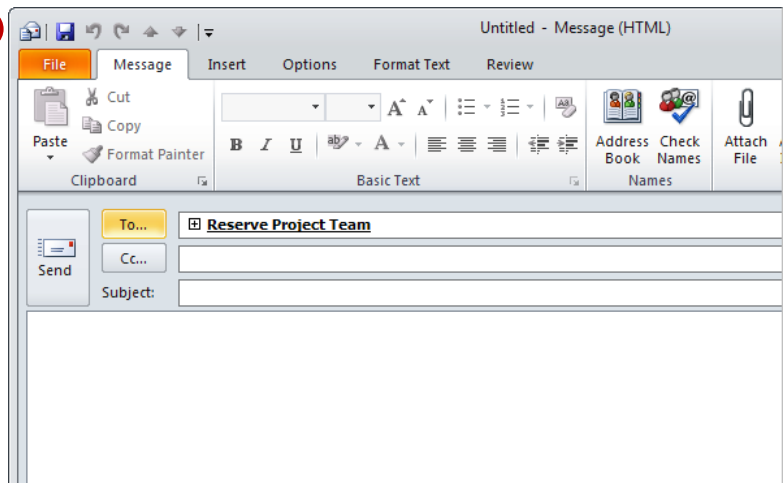 Untitled - Message (HTML)
File Message Insert Options Format Text Review
Cut
Copy
Format Painter
Paste
Clipboard
B I U
A A
ab
A
Basic Text
Address Book
Check Names
Names
Attach File
To... Reserve Project Team
Cc...
Send
Subject: